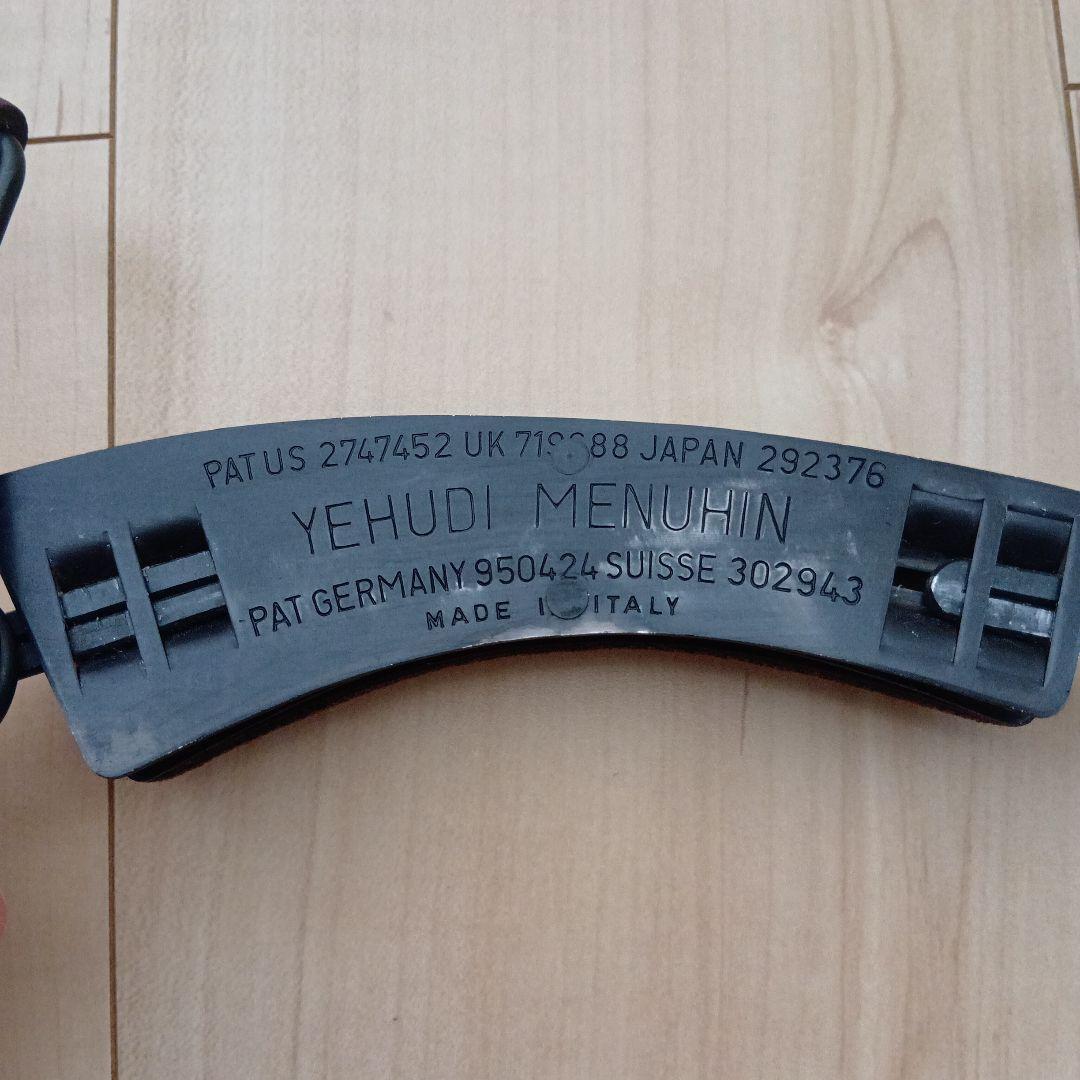 PAT US 2747452 UK JAPAN 292376
YEHUDI MENUHIN
PAT GERMANY 950424 SUISSE 302943
MADE ITALY